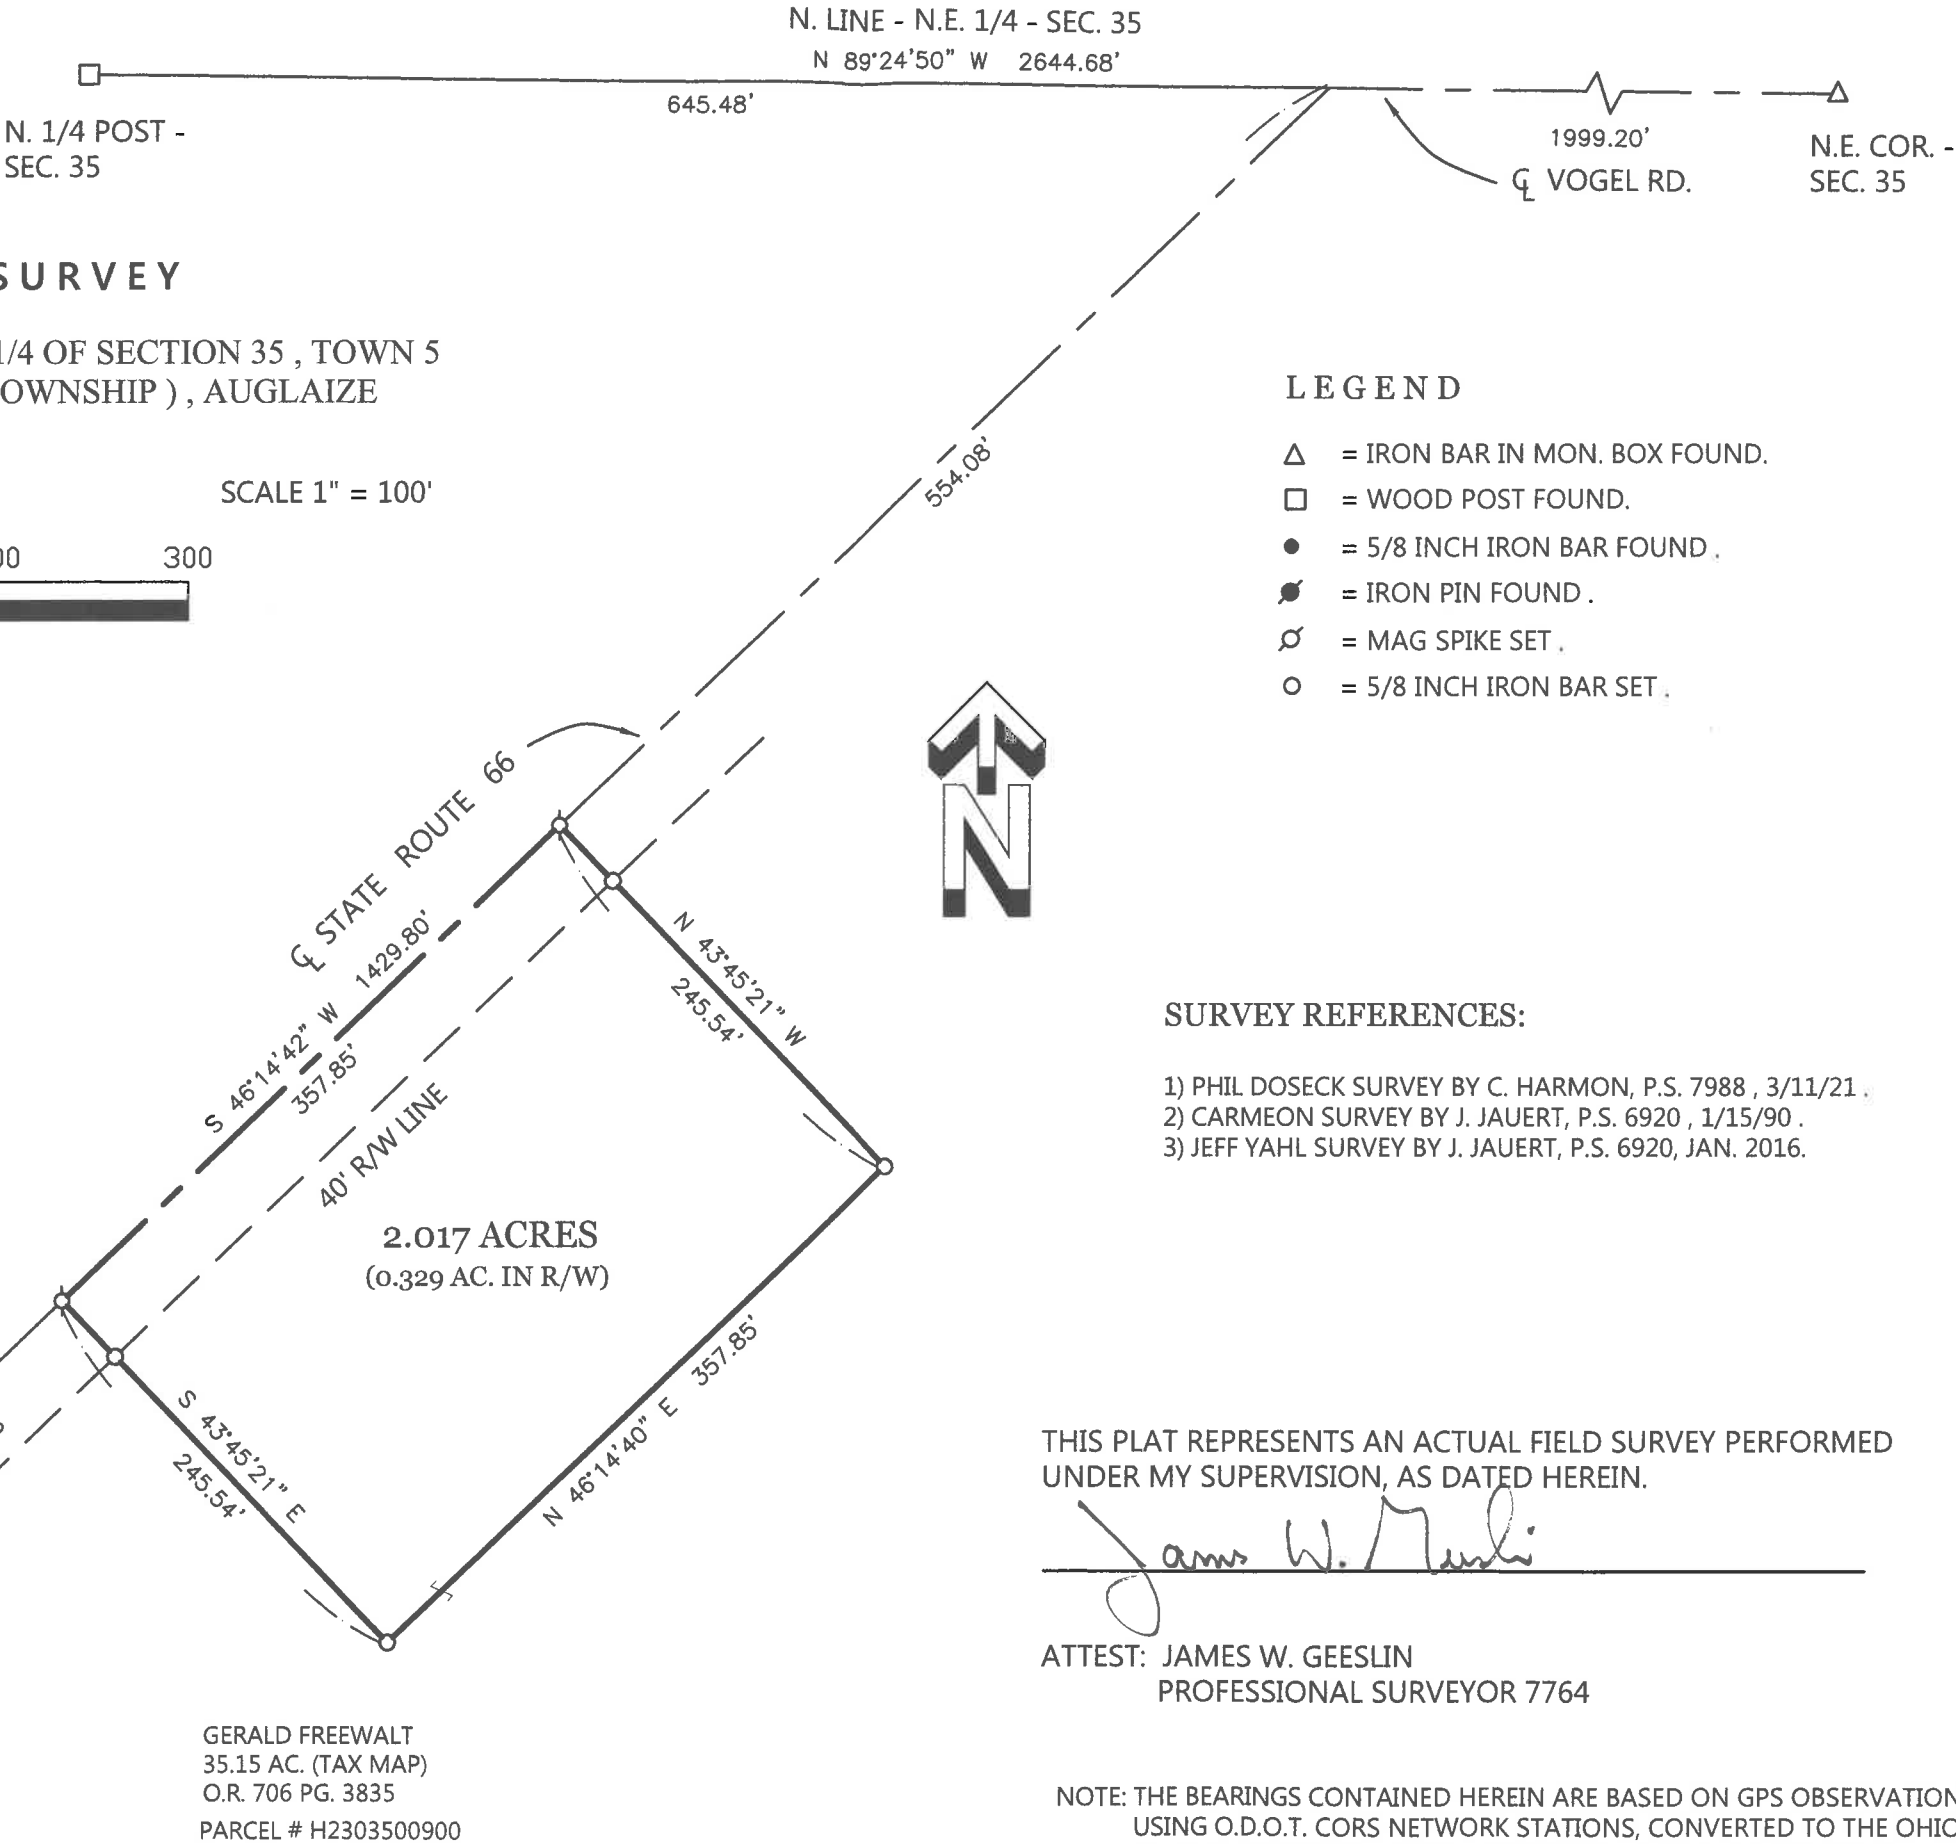 N. LINE - N.E. 1/4 - SEC. 35
N 89°24'50" W 2644.68'
645.48'
1999.20'
N. 1/4 POST -
SEC. 35
N.E. COR. -
SEC. 35
℄ VOGEL RD.
SURVEY
1/4 OF SECTION 35 , TOWN 5
OWNSHIP ) , AUGLAIZE
SCALE 1" = 100'
00 300
554.08'
LEGEND
△ = IRON BAR IN MON. BOX FOUND.
□ = WOOD POST FOUND.
● = 5/8 INCH IRON BAR FOUND .
= IRON PIN FOUND .
= MAG SPIKE SET .
○ = 5/8 INCH IRON BAR SET .
N
℄ STATE ROUTE 66
S 46°14'42" W 1429.80'
357.85'
40' R/W LINE
N 43°45'21" W
245.54'
SURVEY REFERENCES:
1) PHIL DOSECK SURVEY BY C. HARMON, P.S. 7988 , 3/11/21 .
2) CARMEON SURVEY BY J. JAUERT, P.S. 6920 , 1/15/90 .
3) JEFF YAHL SURVEY BY J. JAUERT, P.S. 6920, JAN. 2016.
2.017 ACRES
(0.329 AC. IN R/W)
S 43°45'21" E
245.54'
N 46°14'40" E 357.85'
THIS PLAT REPRESENTS AN ACTUAL FIELD SURVEY PERFORMED
UNDER MY SUPERVISION, AS DATED HEREIN.
James W. Geeslin
ATTEST: JAMES W. GEESLIN
PROFESSIONAL SURVEYOR 7764
GERALD FREEWALT
35.15 AC. (TAX MAP)
O.R. 706 PG. 3835
PARCEL # H2303500900
NOTE: THE BEARINGS CONTAINED HEREIN ARE BASED ON GPS OBSERVATION
USING O.D.O.T. CORS NETWORK STATIONS, CONVERTED TO THE OHIO